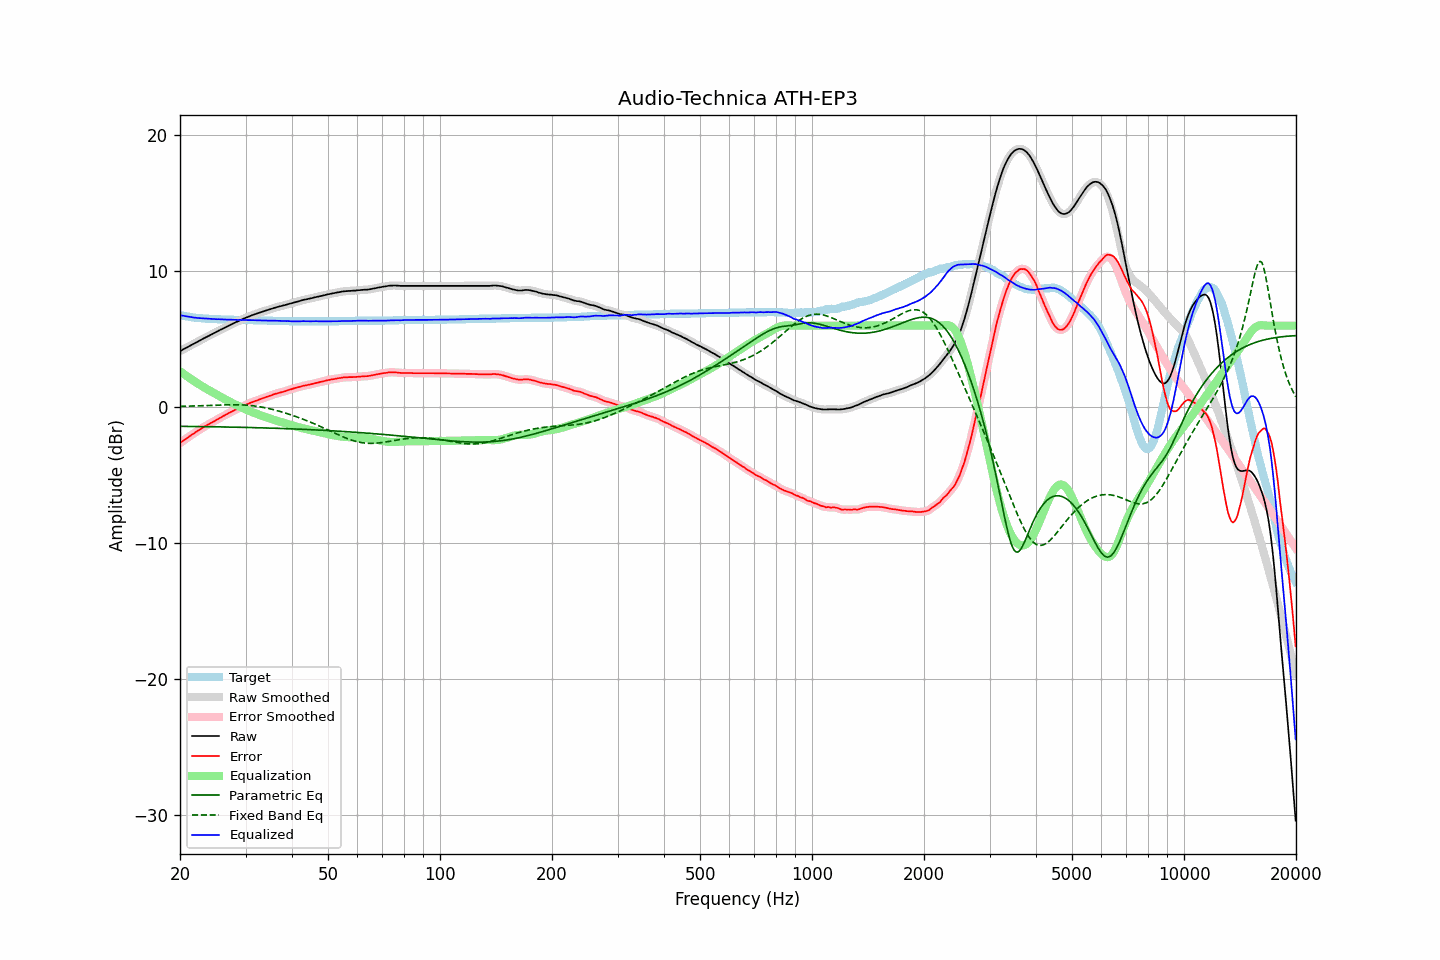 Audio-Technica ATH-EP3
Amplitude (dBr)
20
10
0
−10
−20
−30
Target
Raw Smoothed
Error Smoothed
Raw
Error
Equalization
Parametric Eq
Fixed Band Eq
Equalized
20 50 100 200 500 1000 2000 5000 10000 20000
Frequency (Hz)